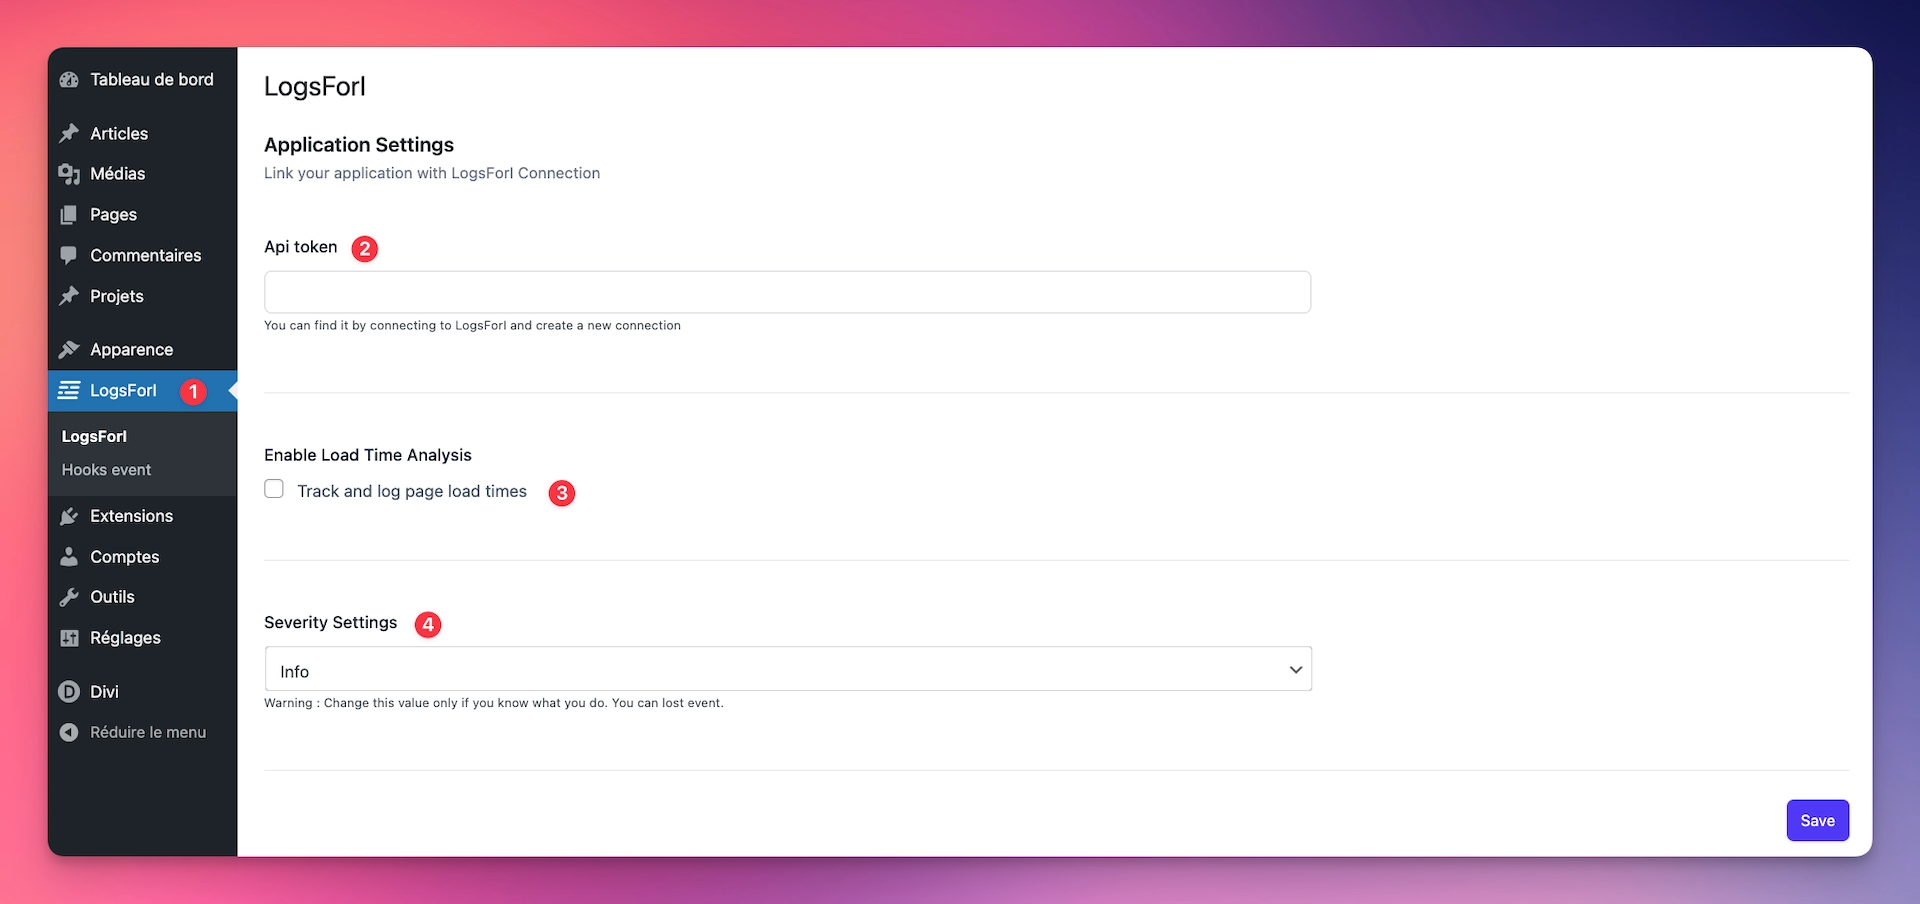 Tableau de bord
Articles
Médias
Pages
Commentaires
Projets
Apparence
LogsForl 1
LogsForl
Hooks event
Extensions
Comptes
Outils
Réglages
Divi
Réduire le menu
LogsForl
Application Settings
Link your application with LogsForl Connection
Api token 2
You can find it by connecting to LogsForl and create a new connection
Enable Load Time Analysis
Track and log page load times 3
Severity Settings 4
Info
Warning : Change this value only if you know what you do. You can lost event.
Save